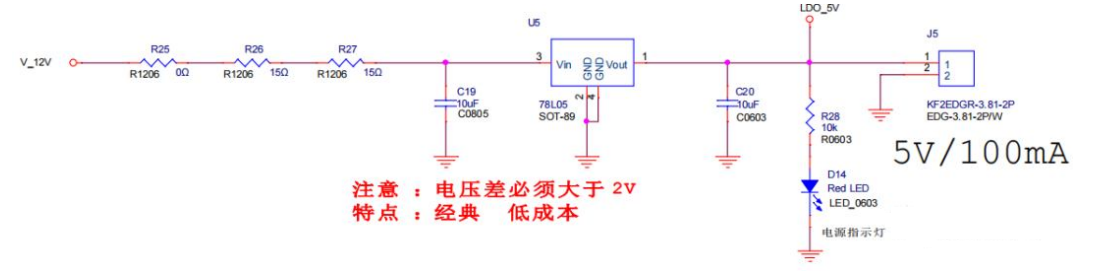 LDO_5V
U5
J5
V_12V
R25
R26
R27
R1206 0Ω
R1206 15Ω
R1206 15Ω
3
Vin
GND
GND
Vout
1
2
4
1
2
1
2
C19
10uF
C0805
78L05
SOT-89
C20
10uF
C0603
R28
10k
R0603
KF2EDGR-3.81-2P
EDG-3.81-2P/W
5V/100mA
D14
Red LED
LED_0603
电源指示灯
注意 ：电压差必须大于 2V
特点 ：经典 低成本